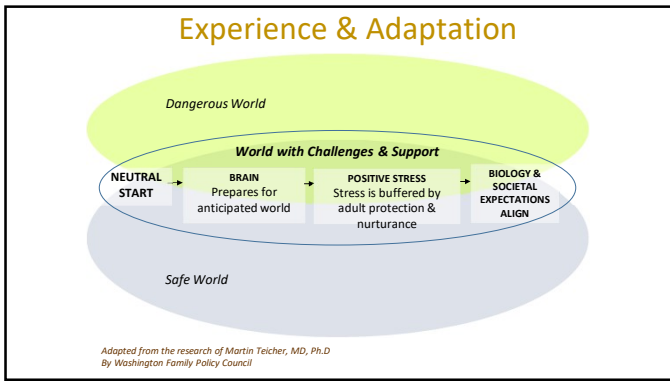 Experience & Adaptation
Dangerous World
World with Challenges & Support
NEUTRAL
START
BRAIN
Prepares for
anticipated world
POSITIVE STRESS
Stress is buffered by
adult protection &
nurturance
BIOLOGY &
SOCIETAL
EXPECTATIONS
ALIGN
Safe World
Adapted from the research of Martin Teicher, MD, Ph.D
By Washington Family Policy Council